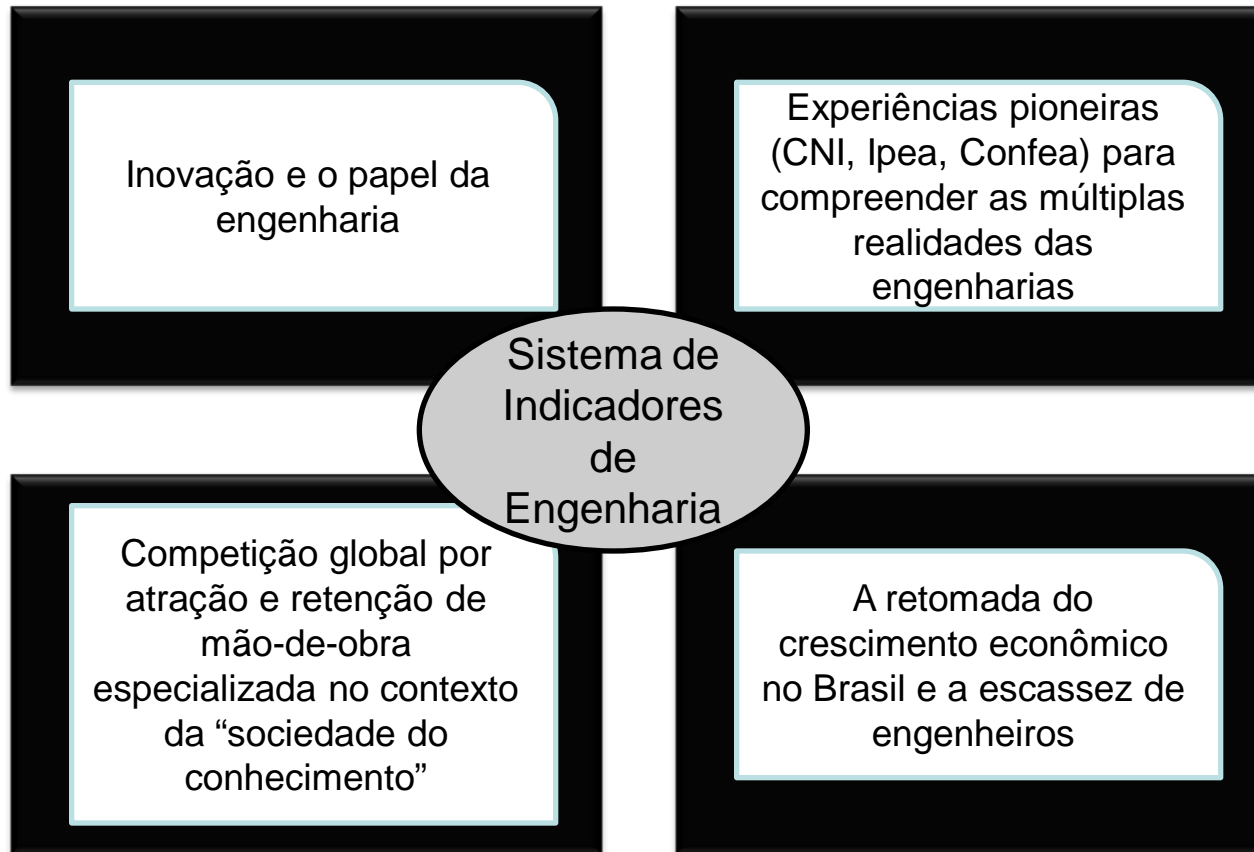 Inovação e o papel da
engenharia
Experiências pioneiras
(CNI, Ipea, Confea) para
compreender as múltiplas
realidades das
engenharias
Sistema de
Indicadores
de
Engenharia
Competição global por
atração e retenção de
mão-de-obra
especializada no contexto
da “sociedade do
conhecimento”
A retomada do
crescimento econômico
no Brasil e a escassez de
engenheiros